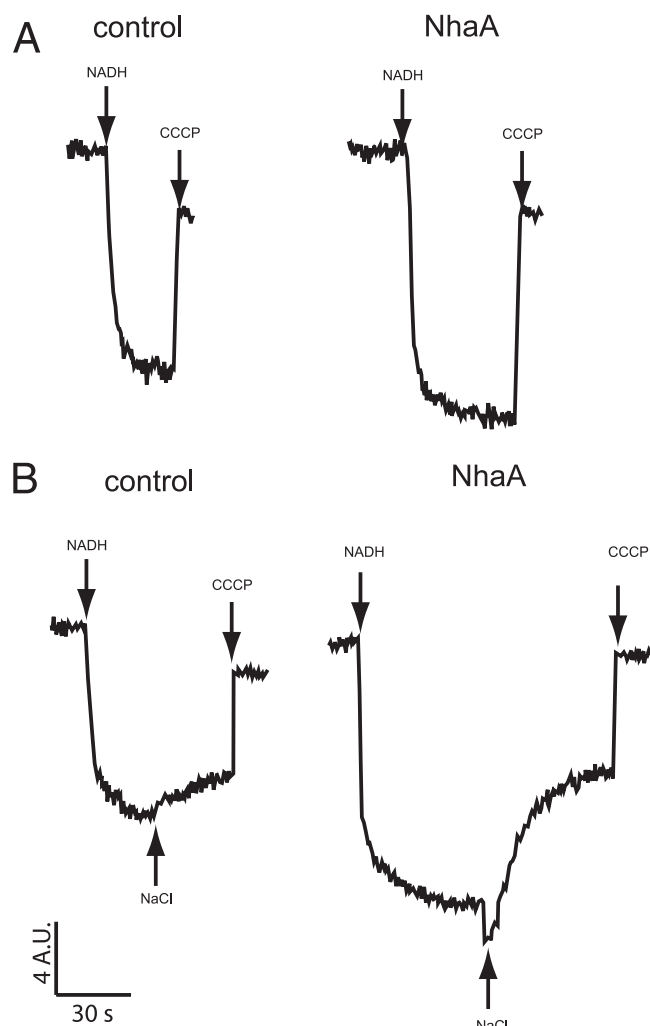 A
control
NhaA
NADH
CCCP
NADH
CCCP
B
control
NhaA
NADH
CCCP
NaCl
NADH
CCCP
NaCl
4 A.U.
30 s